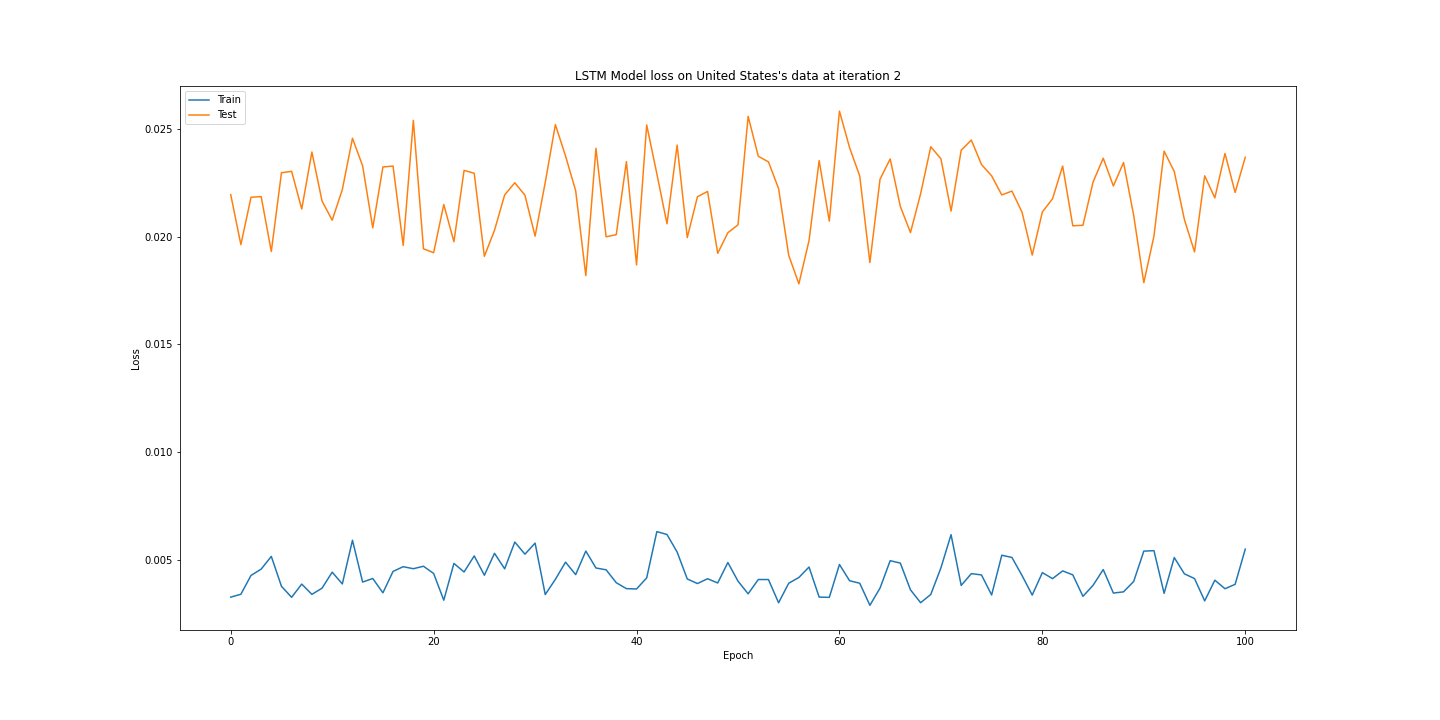 LSTM Model loss on United States's data at iteration 2
Train
Test
0.025
0.020
0.015
0.010
0.005
Loss
0 20 40 60 80 100
Epoch